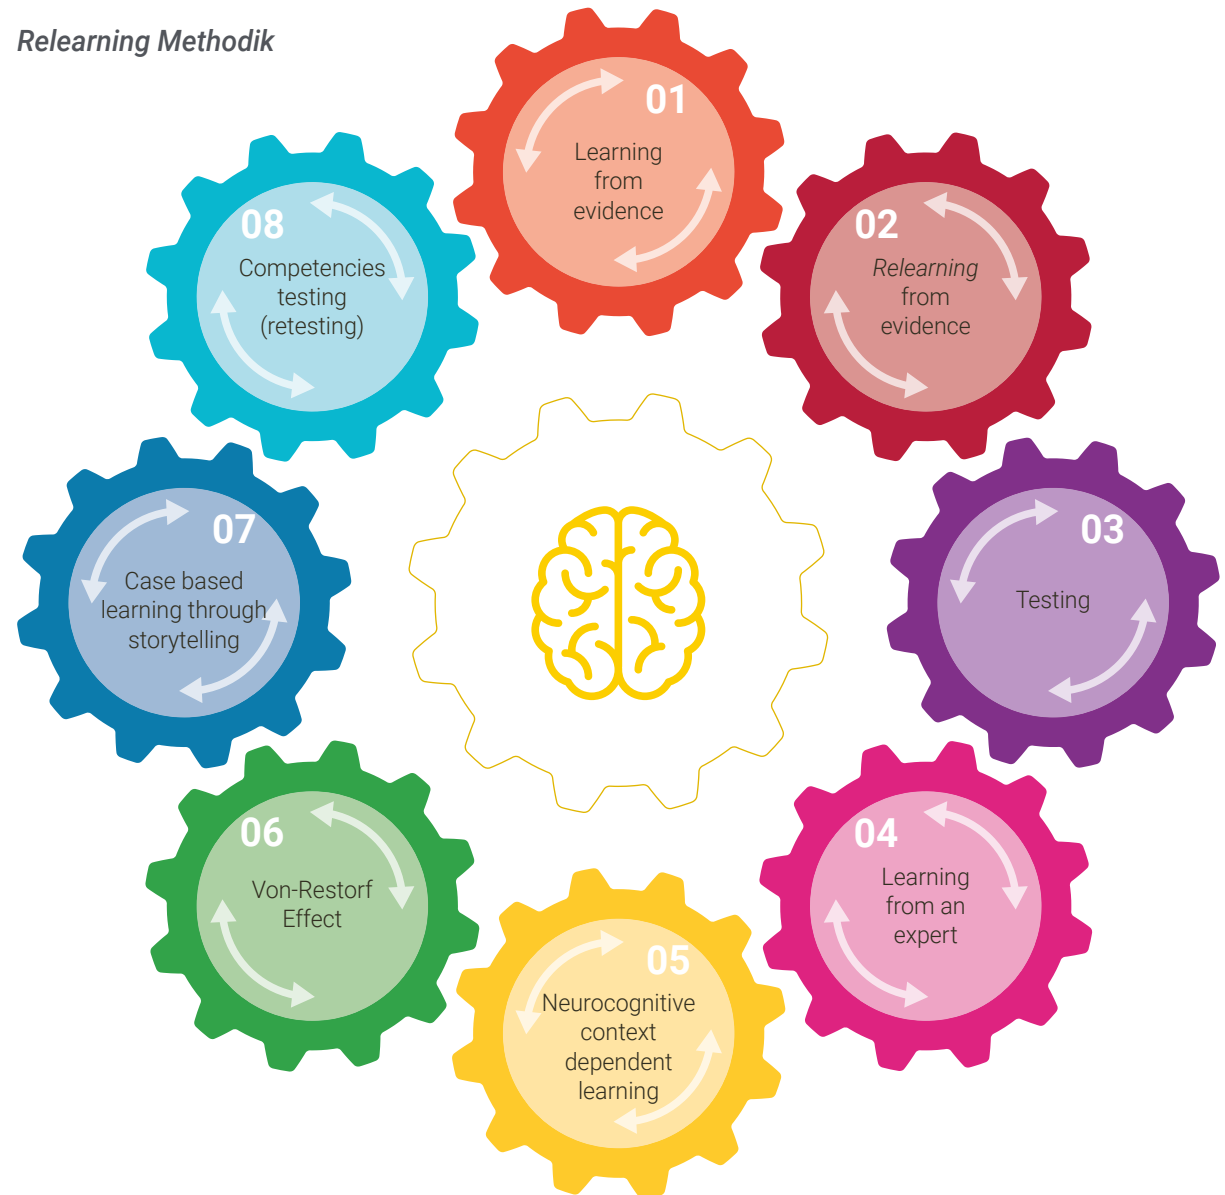 Relearning Methodik
01
Learning
from
evidence
02
Relearning
from
evidence
03
Testing
04
Learning
from an
expert
05
Neurocognitive
context
dependent
learning
06
Von-Restorf
Effect
07
Case based
learning through
storytelling
08
Competencies
testing
(retesting)